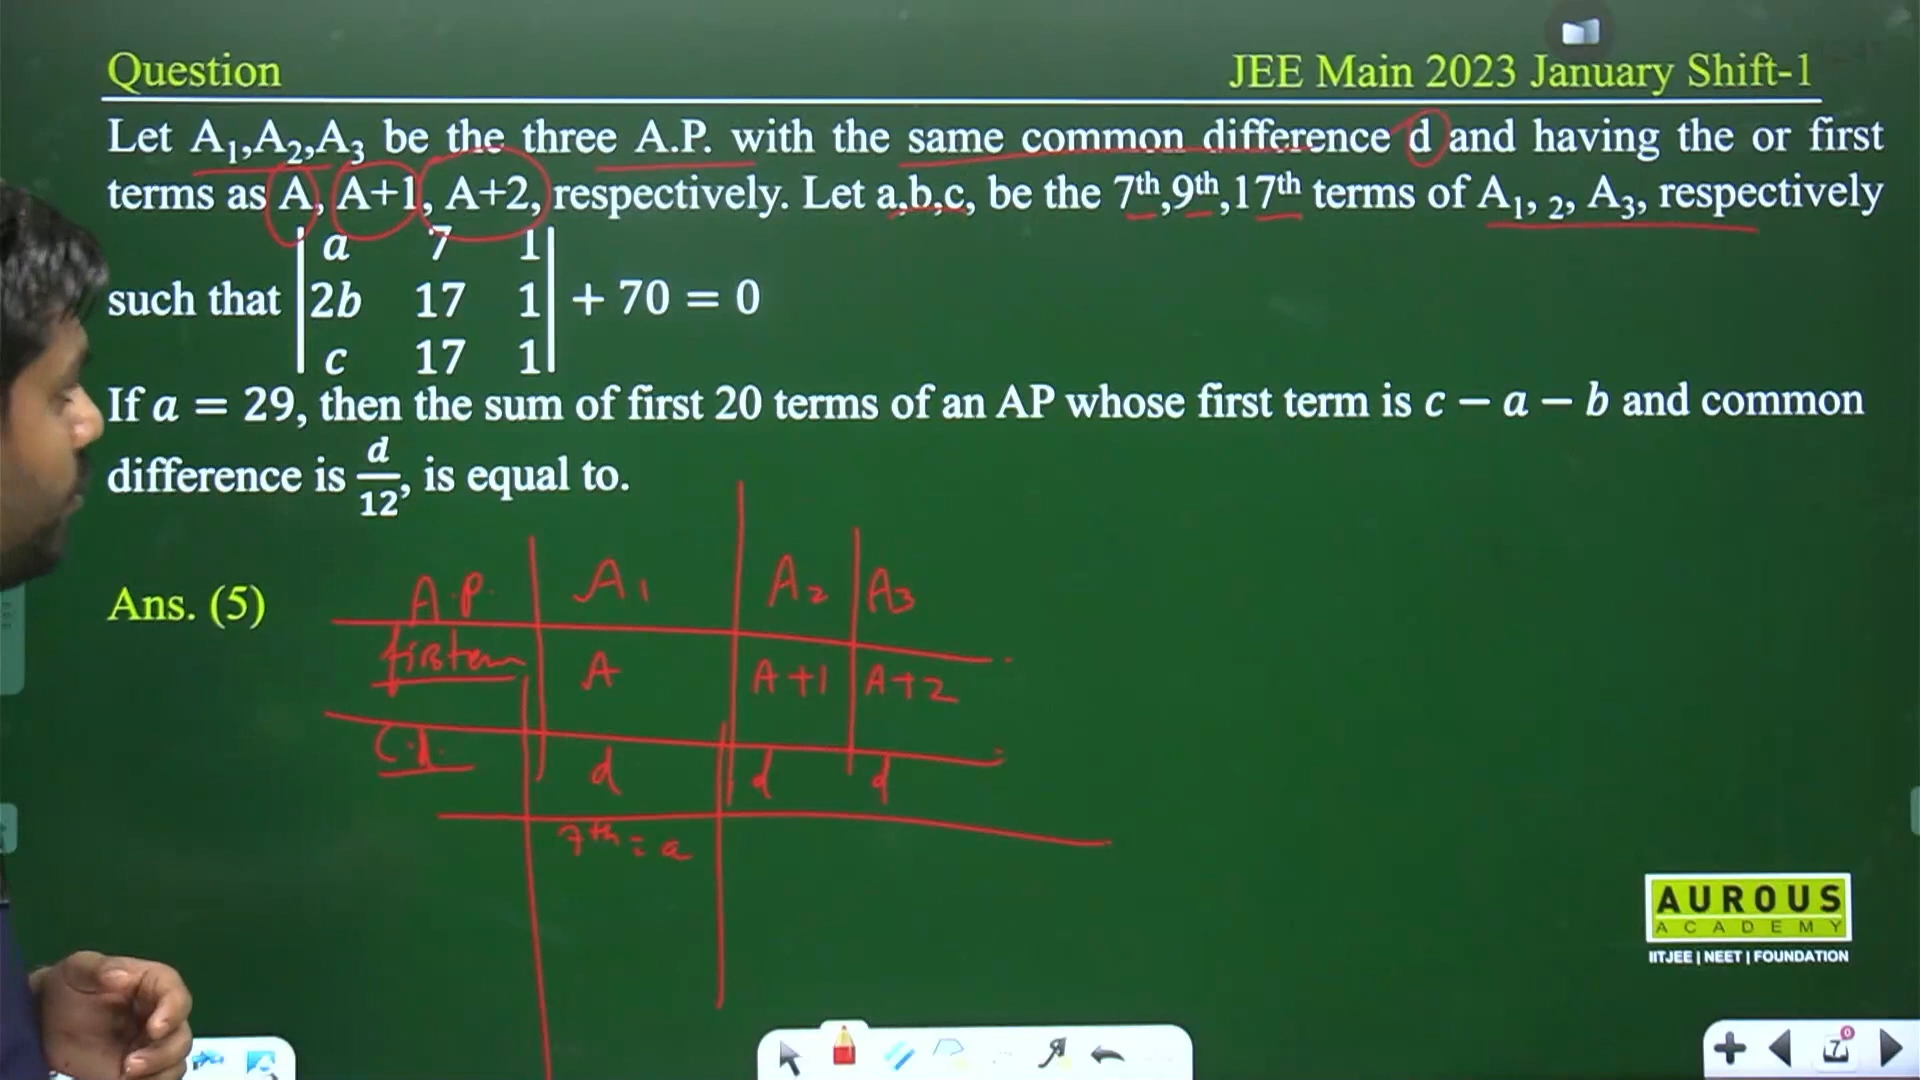 Question
JEE Main 2023 January Shift-1
Let A₁,A₂,A₃ be the three A.P. with the same common difference d and having the or first
terms as A, A+1, A+2, respectively. Let a,b,c, be the 7th,9th,17th terms of A₁, ₂, A₃, respectively
such that | a 7 1 |
| 2b 17 1 | + 70 = 0
| c 17 1 |
If a = 29, then the sum of first 20 terms of an AP whose first term is c − a − b and common
difference is d/12, is equal to.
Ans. (5)
A.P. A₁ A₂ A₃
first term A A+1 A+2
C.d. d d d
7th = a
AUROUS
ACADEMY
IITJEE | NEET | FOUNDATION
7
0